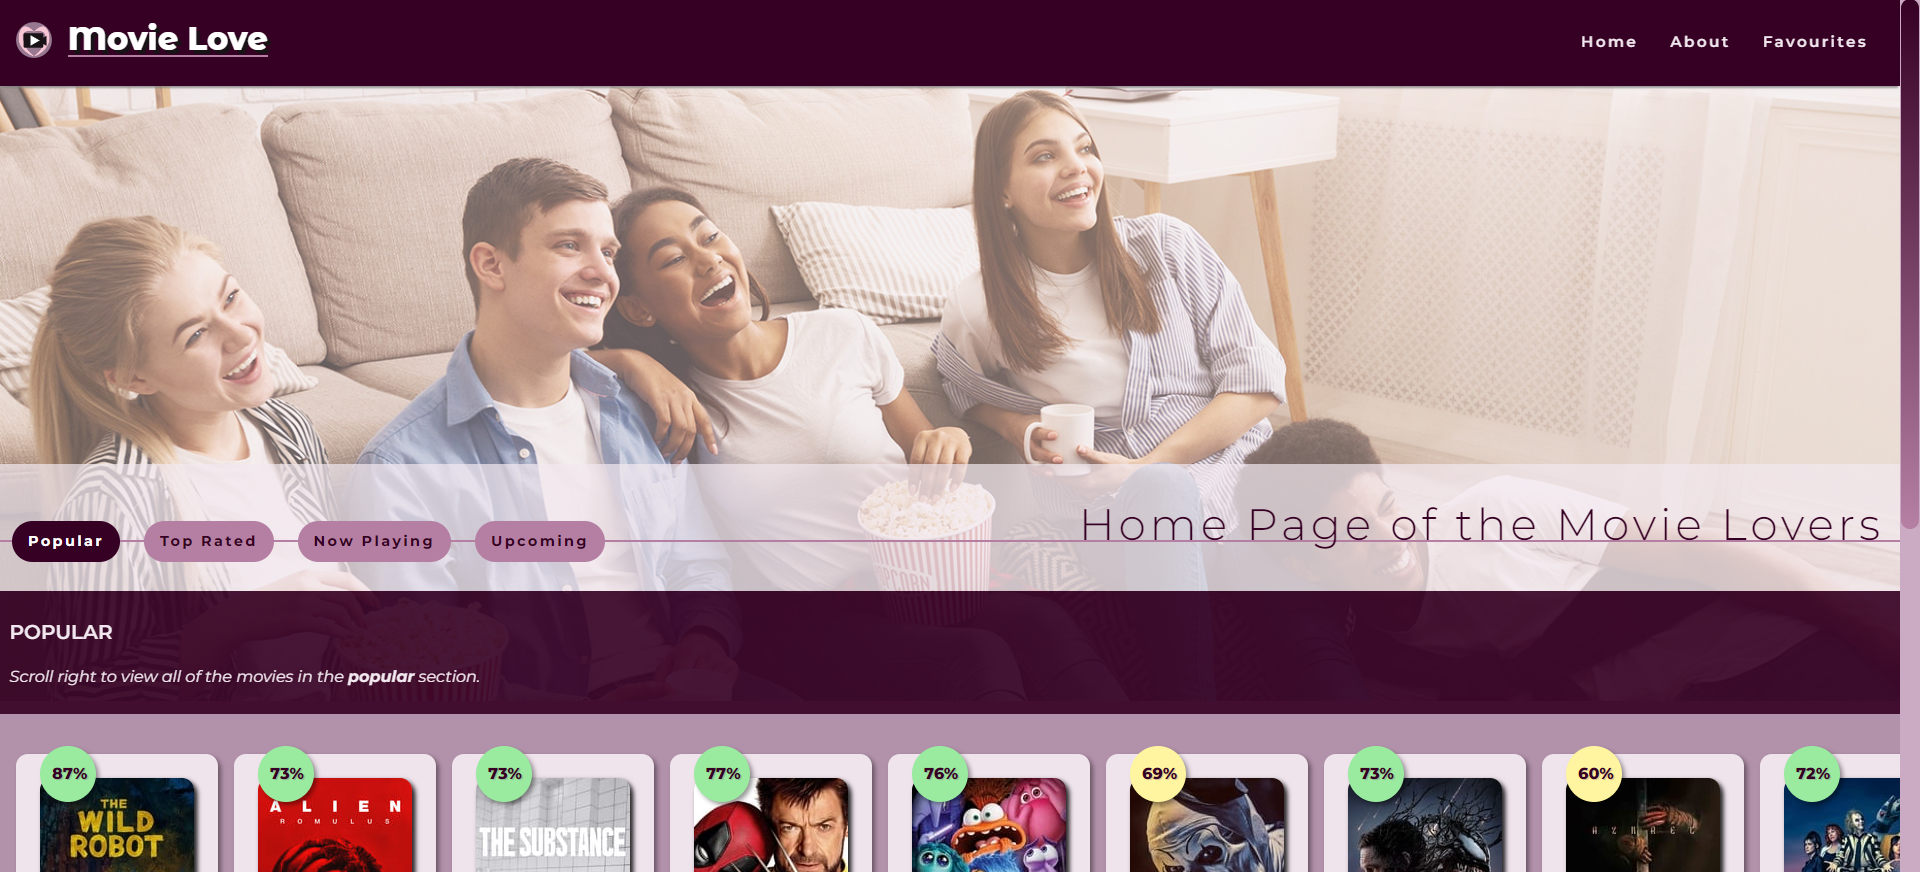 Movie Love
Home About Favourites
Home Page of the Movie Lovers
Popular Top Rated Now Playing Upcoming
POPCORN
POPULAR
Scroll right to view all of the movies in the popular section.
87% 73% 73% 77% 76% 69% 73% 60% 72%
THE
WILD
ROBOT
ALIEN
ROMULUS
THE SUBSTANCE
AZRAEL